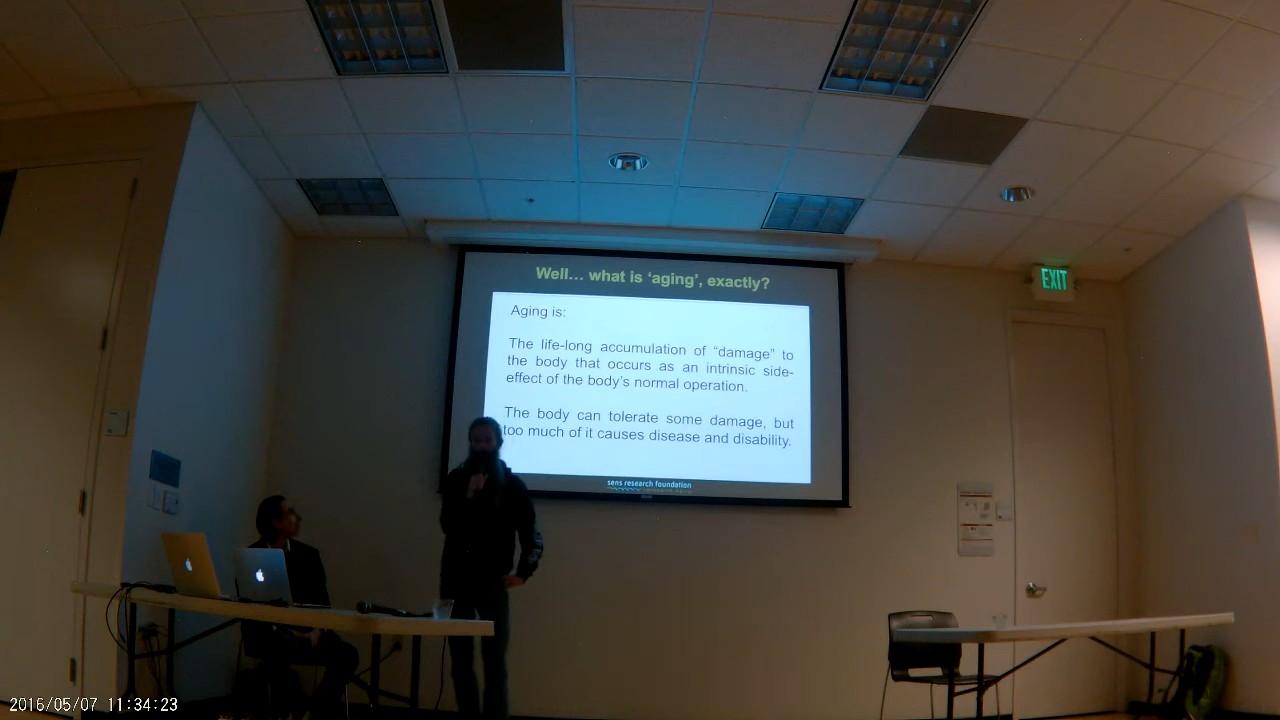 Well... what is 'aging', exactly?
EXIT
Aging is:
The life-long accumulation of “damage” to
the body that occurs as an intrinsic side-
effect of the body's normal operation.
The body can tolerate some damage, but
too much of it causes disease and disability.
sens research foundation
2016/05/07 11:34:23